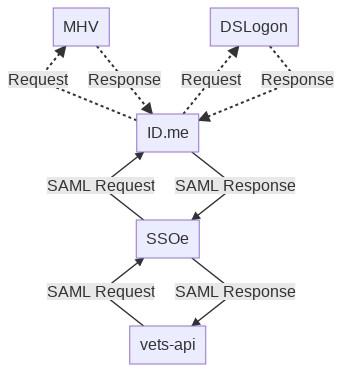 MHV
DSLogon
Request
Response
Request
Response
ID.me
SAML Request
SAML Response
SSOe
SAML Request
SAML Response
vets-api